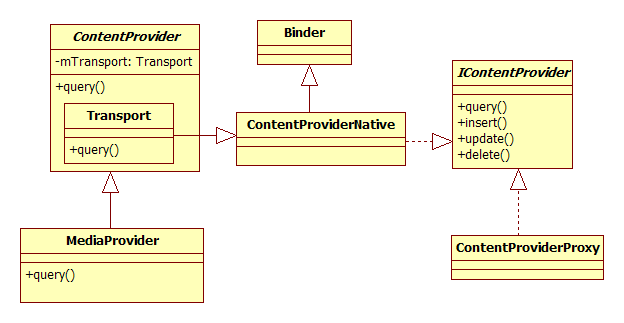 ContentProvider
-mTransport: Transport
+query()
Transport
+query()
MediaProvider
+query()
Binder
ContentProviderNative
IContentProvider
+query()
+insert()
+update()
+delete()
ContentProviderProxy